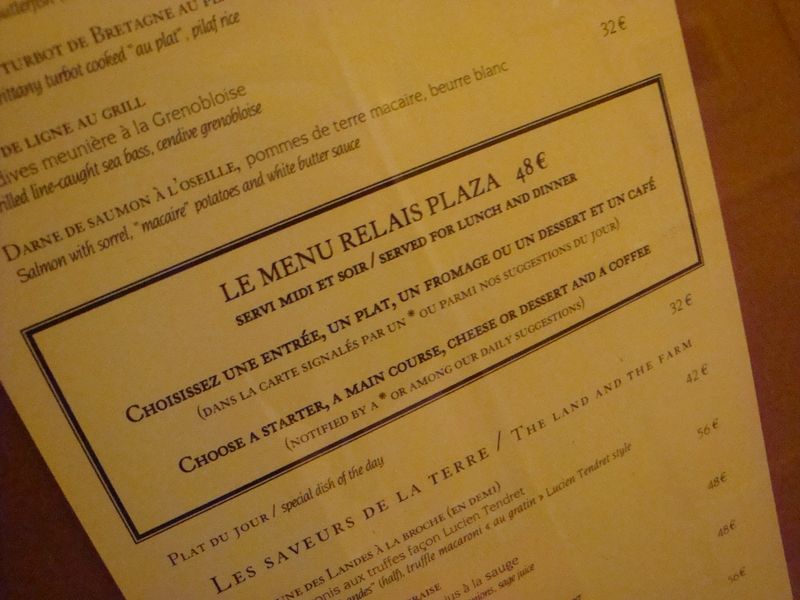 TURBOT DE BRETAGNE AU
Brittany turbot cooked "au plat", pilaf rice
32 €
DE LIGNE AU GRILL
meunière à la Grenobloise
grilled line-caught sea bass, cendive grenobloise
DARNE DE SAUMON À L'OSEILLE, pommes de terre macaire, beurre blanc
Salmon with sorrel, "macaire" potatoes and white butter sauce
LE MENU RELAIS PLAZA 48 €
SERVI MIDI ET SOIR / SERVED FOR LUNCH AND DINNER
CHOISISSEZ UNE ENTRÉE, UN PLAT, UN FROMAGE OU UN DESSERT ET UN CAFÉ
(DANS LA CARTE SIGNALÉS PAR UN * OU PARMI NOS SUGGESTIONS DU JOUR)
CHOOSE A STARTER, A MAIN COURSE, CHEESE OR DESSERT AND A COFFEE
(NOTIFIED BY A * OR AMONG OUR DAILY SUGGESTIONS)
PLAT DU JOUR / special dish of the day 32 €
LES SAVEURS DE LA TERRE / THE LAND AND THE FARM
42 €
DES LANDES À LA BROCHE (EN DEMI)
aux truffes façon Lucien Tendret
(half), truffle macaroni « au gratin » Lucien Tendret style
56 €
48 €
à la sauge
sage juice
48 €
56 €